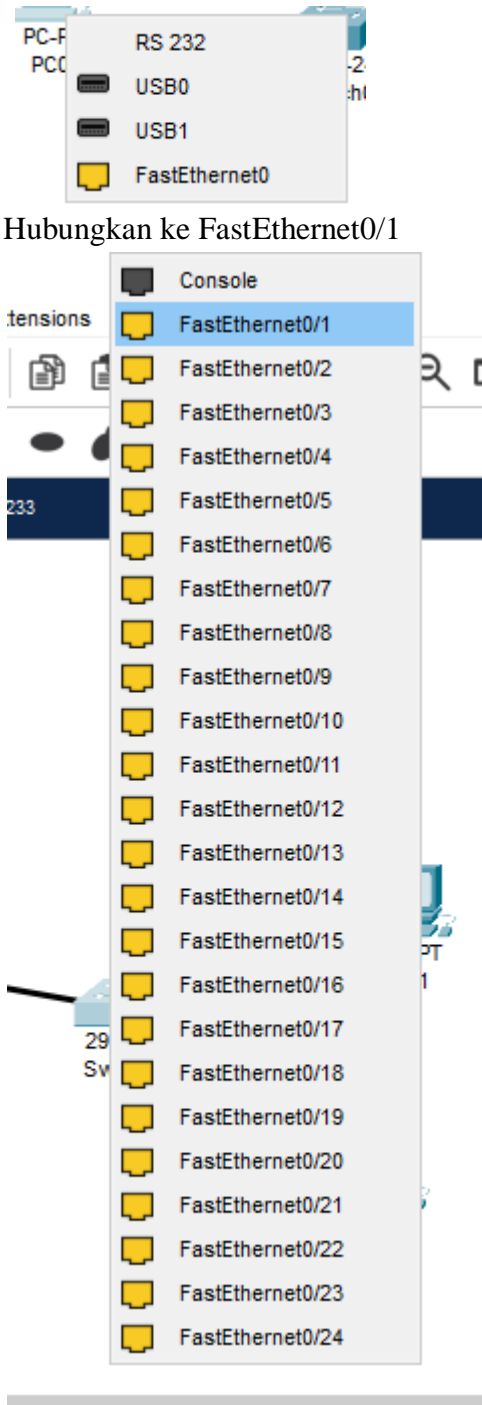 PC-P
RS 232
PC0
USB0
USB1
FastEthernet0
Hubungkan ke FastEthernet0/1
Console
tensions
FastEthernet0/1
FastEthernet0/2
FastEthernet0/3
FastEthernet0/4
233
FastEthernet0/5
FastEthernet0/6
FastEthernet0/7
FastEthernet0/8
FastEthernet0/9
FastEthernet0/10
FastEthernet0/11
FastEthernet0/12
FastEthernet0/13
FastEthernet0/14
FastEthernet0/15
PT
FastEthernet0/16
1
FastEthernet0/17
29
FastEthernet0/18
Sw
FastEthernet0/19
FastEthernet0/20
FastEthernet0/21
FastEthernet0/22
FastEthernet0/23
FastEthernet0/24